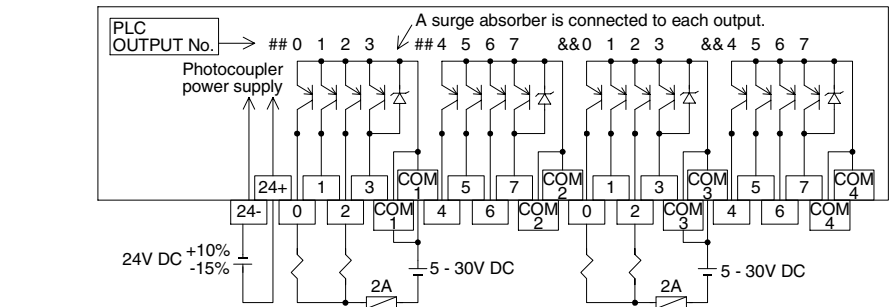 PLC
OUTPUT No.
A surge absorber is connected to each output.
##0 1 2 3 ##4 5 6 7 &&0 1 2 3 &&4 5 6 7
Photocoupler
power supply
24+ 1 3 COM 1 5 7 COM 2 1 3 COM 3 5 7 COM 4
24- 0 2 COM 1 4 6 COM 2 0 2 COM 3 4 6 COM 4
24V DC +10%
-15%
5 - 30V DC
5 - 30V DC
2A
2A